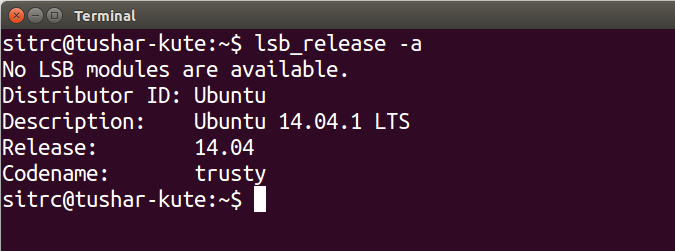 Terminal
sitrc@tushar-kute:~$ lsb_release -a
No LSB modules are available.
Distributor ID: Ubuntu
Description:    Ubuntu 14.04.1 LTS
Release:        14.04
Codename:       trusty
sitrc@tushar-kute:~$